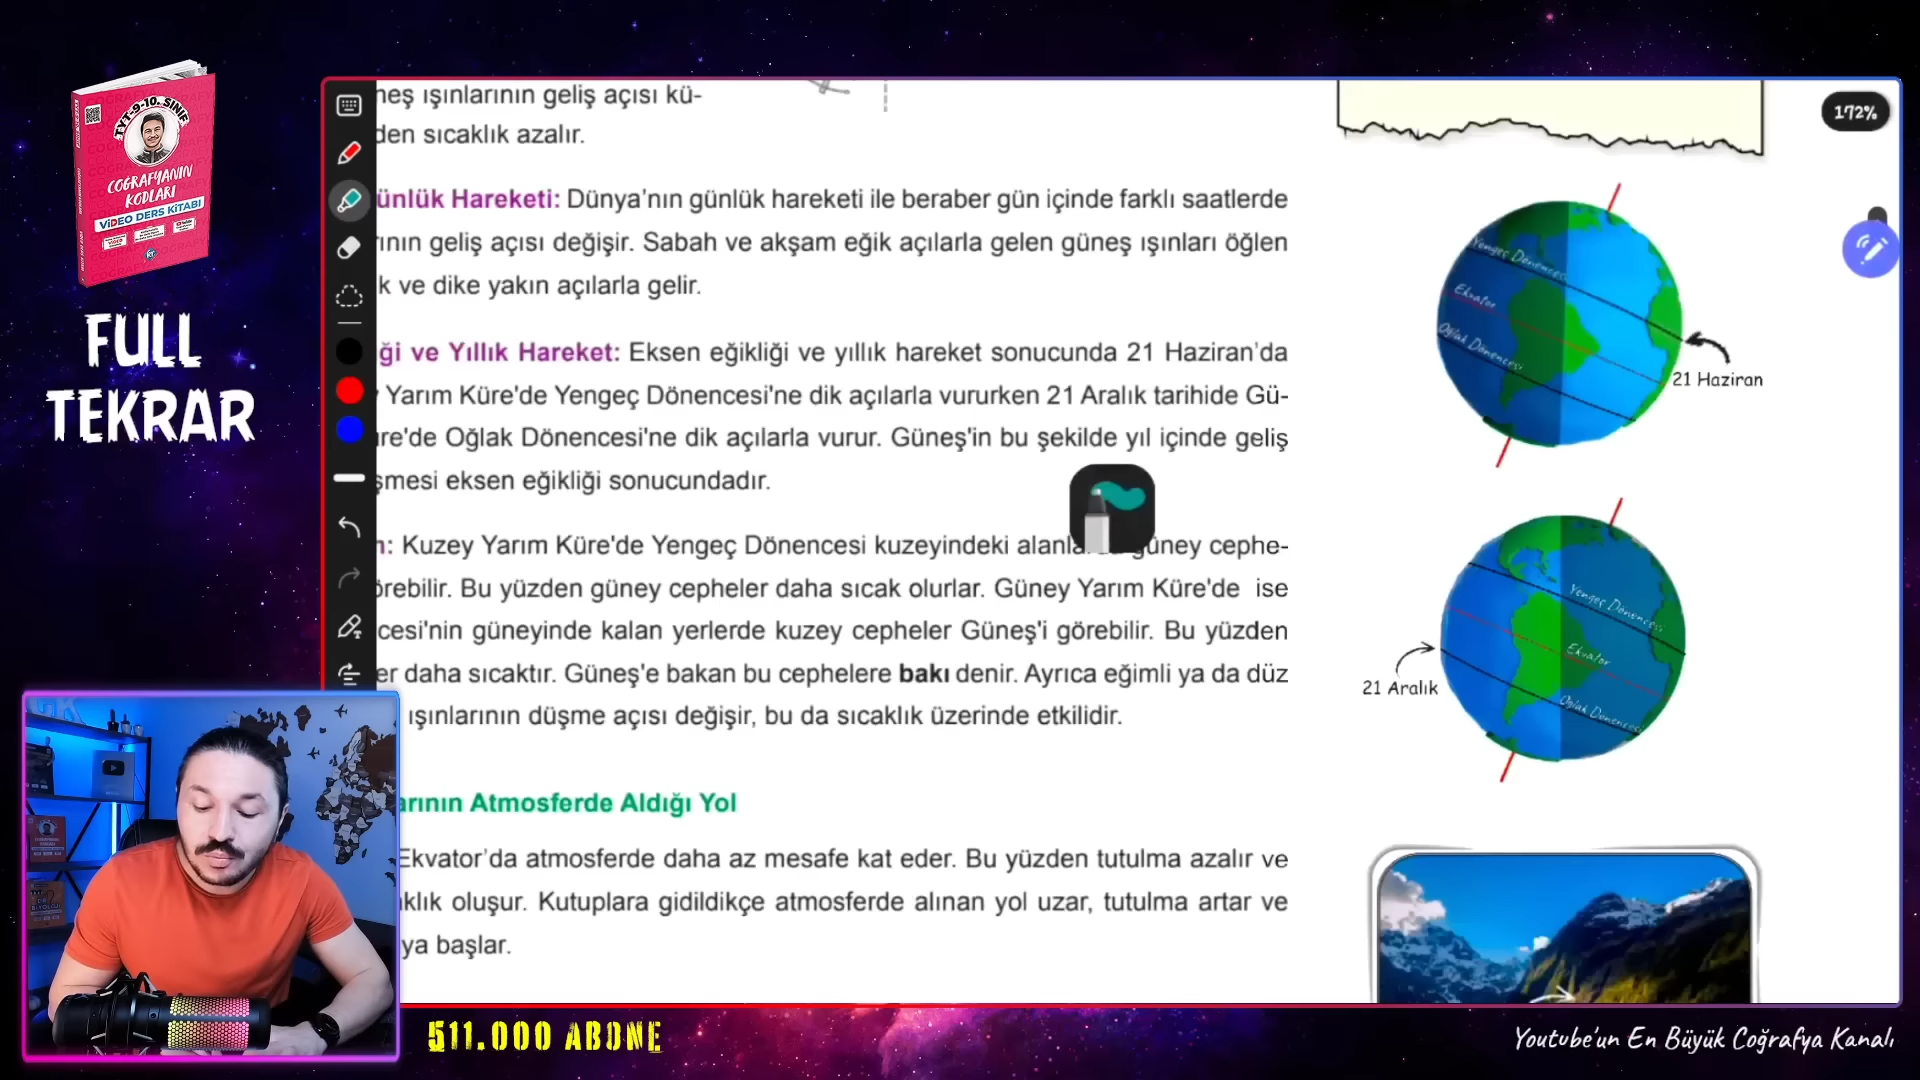 TYT-9-10. SINIF
COĞRAFYANIN
KODLARI
VİDEO DERS KİTABI
FULL
TEKRAR
neş ışınlarının geliş açısı kü-
den sıcaklık azalır.
ünlük Hareketi: Dünya'nın günlük hareketi ile beraber gün içinde farklı saatlerde
ının geliş açısı değişir. Sabah ve akşam eğik açılarla gelen güneş ışınları öğlen
k ve dike yakın açılarla gelir.
ği ve Yıllık Hareket: Eksen eğikliği ve yıllık hareket sonucunda 21 Haziran'da
Yarım Küre'de Yengeç Dönencesi'ne dik açılarla vururken 21 Aralık tarihide Gü-
üre'de Oğlak Dönencesi'ne dik açılarla vurur. Güneş'in bu şekilde yıl içinde geliş
şmesi eksen eğikliği sonucundadır.
n: Kuzey Yarım Küre'de Yengeç Dönencesi kuzeyindeki alanla güney cephe-
örebilir. Bu yüzden güney cepheler daha sıcak olurlar. Güney Yarım Küre'de ise
cesi'nin güneyinde kalan yerlerde kuzey cepheler Güneş'i görebilir. Bu yüzden
er daha sıcaktır. Güneş'e bakan bu cephelere bakı denir. Ayrıca eğimli ya da düz
ışınlarının düşme açısı değişir, bu da sıcaklık üzerinde etkilidir.
arının Atmosferde Aldığı Yol
Ekvator'da atmosferde daha az mesafe kat eder. Bu yüzden tutulma azalır ve
klık oluşur. Kutuplara gidildikçe atmosferde alınan yol uzar, tutulma artar ve
ya başlar.
172%
Yengeç Dönencesi
Ekvator
Oğlak Dönencesi
21 Haziran
Yengeç Dönencesi
Ekvator
Oğlak Dönencesi
21 Aralık
511.000 ABONE
Youtube'un En Büyük Coğrafya Kanalı